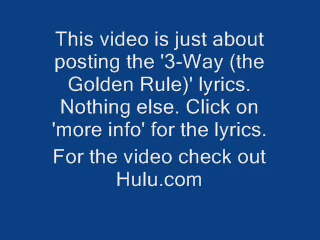 This video is just about
posting the '3-Way (the
Golden Rule)' lyrics.
Nothing else. Click on
'more info' for the lyrics.
For the video check out
Hulu.com